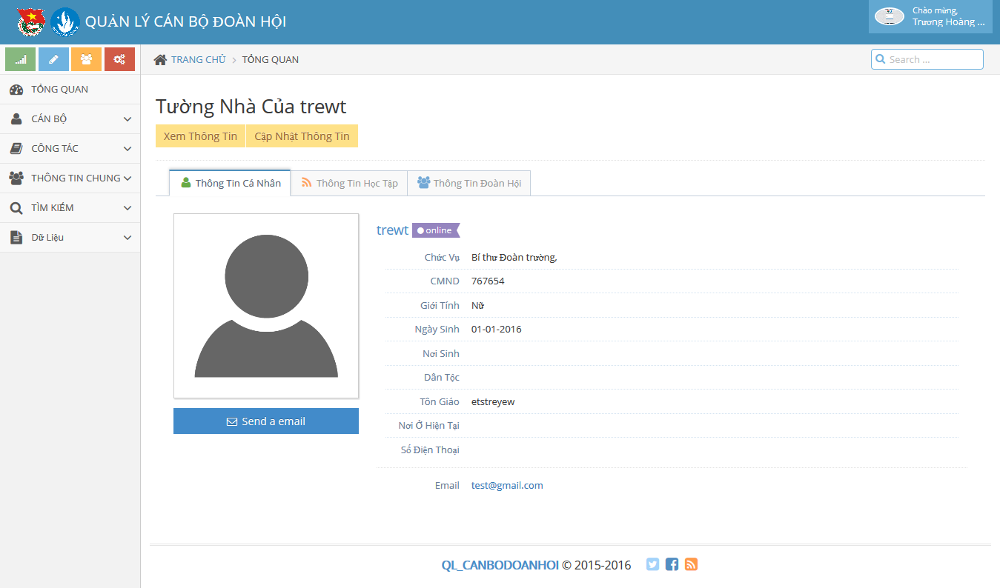 QUẢN LÝ CÁN BỘ ĐOÀN HỘI
Chào mừng,
Trương Hoàng ...
TRANG CHỦ > TỔNG QUAN
Search ...
TỔNG QUAN
CÁN BỘ
CÔNG TÁC
THÔNG TIN CHUNG
TÌM KIẾM
Dữ Liệu
Tường Nhà Của trewt
Xem Thông Tin
Cập Nhật Thông Tin
Thông Tin Cá Nhân
Thông Tin Học Tập
Thông Tin Đoàn Hội
trewt online
Chức Vụ Bí thư Đoàn trường,
CMND 767654
Giới Tính Nữ
Ngày Sinh 01-01-2016
Nơi Sinh
Dân Tộc
Tôn Giáo etstreyew
Nơi Ở Hiện Tại
Số Điện Thoại
Email test@gmail.com
Send a email
QL_CANBODOANHOI © 2015-2016